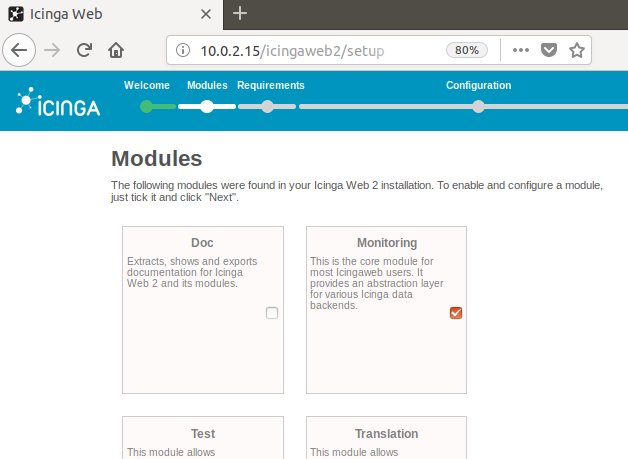 Icinga Web
10.0.2.15/icingaweb2/setup
80%
icinga
Welcome
Modules
Requirements
Configuration
Modules
The following modules were found in your Icinga Web 2 installation. To enable and configure a module,
just tick it and click "Next".
Doc
Extracts, shows and exports
documentation for Icinga
Web 2 and its modules.
Monitoring
This is the core module for
most Icingaweb users. It
provides an abstraction layer
for various Icinga data
backends.
Test
This module allows
Translation
This module allows